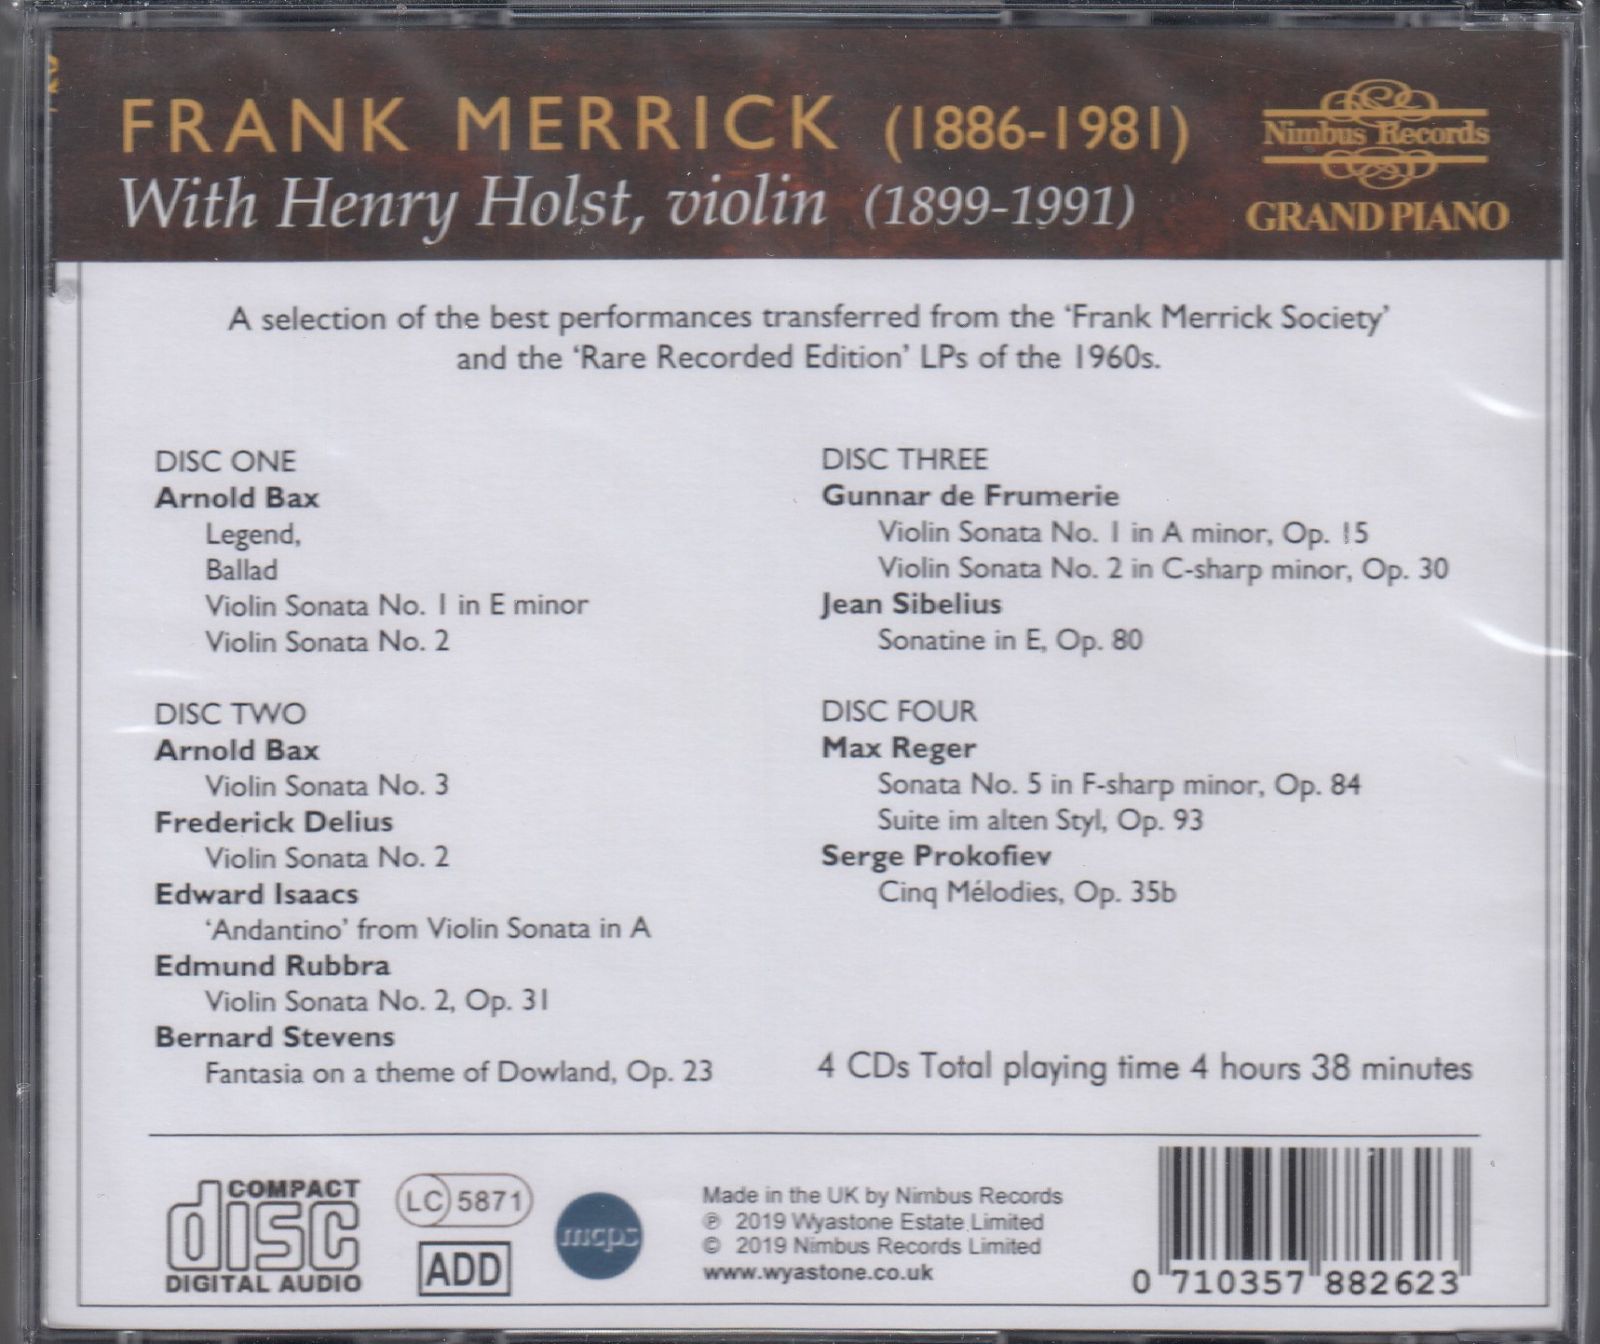 FRANK MERRICK (1886-1981)
With Henry Holst, violin (1899-1991)
Nimbus Records
GRAND PIANO
A selection of the best performances transferred from the ‘Frank Merrick Society’
and the ‘Rare Recorded Edition’ LPs of the 1960s.
DISC ONE
Arnold Bax
Legend,
Ballad
Violin Sonata No. 1 in E minor
Violin Sonata No. 2
DISC TWO
Arnold Bax
Violin Sonata No. 3
Frederick Delius
Violin Sonata No. 2
Edward Isaacs
‘Andantino’ from Violin Sonata in A
Edmund Rubbra
Violin Sonata No. 2, Op. 31
Bernard Stevens
Fantasia on a theme of Dowland, Op. 23
DISC THREE
Gunnar de Frumerie
Violin Sonata No. 1 in A minor, Op. 15
Violin Sonata No. 2 in C-sharp minor, Op. 30
Jean Sibelius
Sonatine in E, Op. 80
DISC FOUR
Max Reger
Sonata No. 5 in F-sharp minor, Op. 84
Suite im alten Styl, Op. 93
Serge Prokofiev
Cinq Mélodies, Op. 35b
4 CDs Total playing time 4 hours 38 minutes
COMPACT
disc
DIGITAL AUDIO
LC 5871
ADD
mcps
Made in the UK by Nimbus Records
℗ 2019 Wyastone Estate Limited
© 2019 Nimbus Records Limited
www.wyastone.co.uk
0 710357 882623